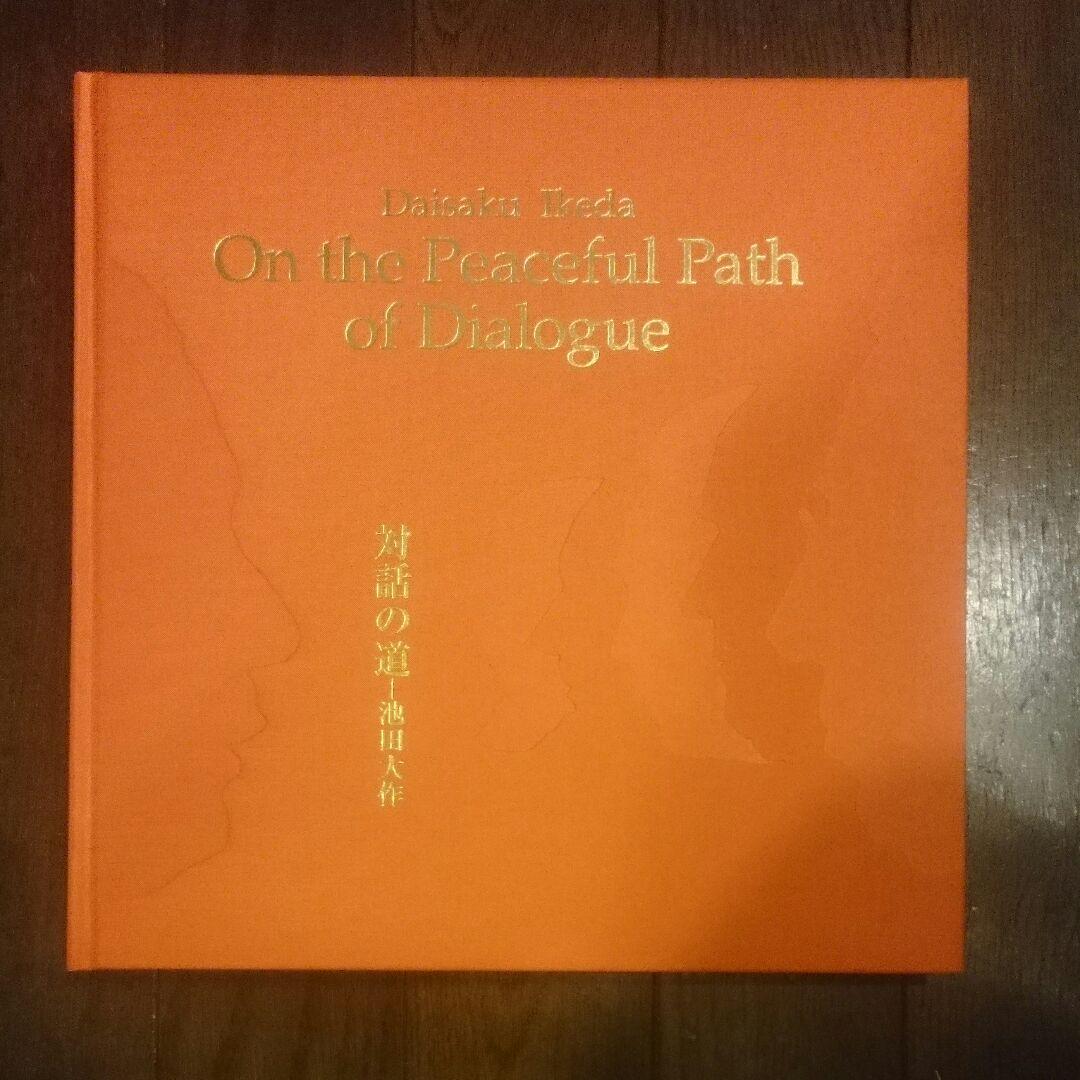 Daisaku Ikeda
On the Peaceful Path
of Dialogue
対話の道―池田大作